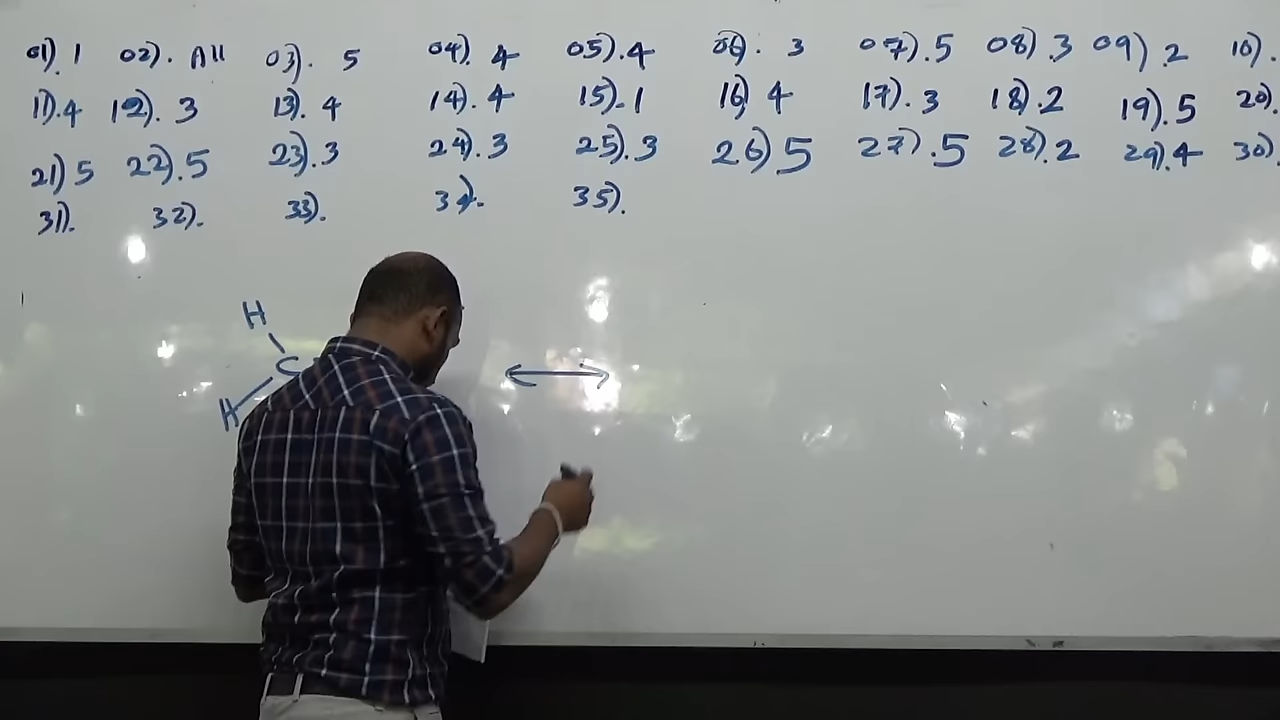 01). 1 02). All 03). 5 04). 4 05). 4 06). 3 07). 5 08). 3 09). 2 10).
11). 4 12). 3 13). 4 14). 4 15). 1 16) 4 17). 3 18). 2 19). 5 20).
21) 5 22). 5 23). 3 24). 3 25). 3 26) 5 27). 5 28). 2 29). 4 30).
31). 32). 33). 34). 35).
H
C
H